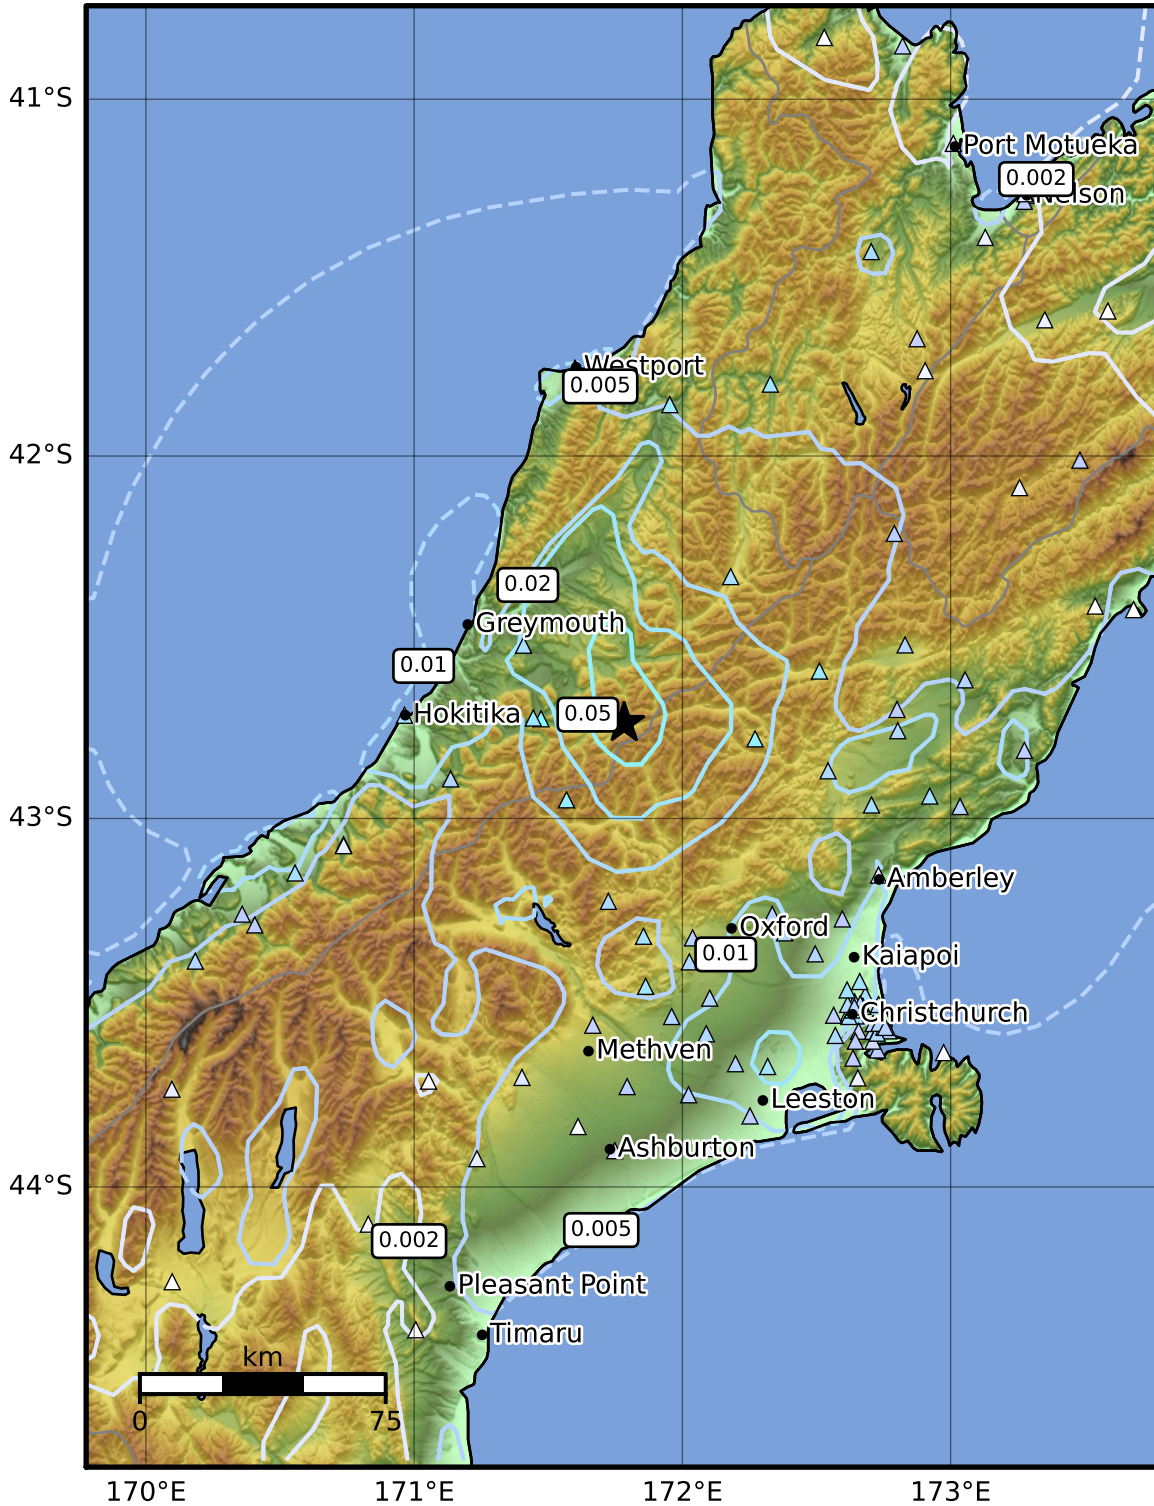 41°S
Port Motueka
0.002
Nelson
Westport
0.005
42°S
0.02
Greymouth
0.01
Hokitika
0.05
43°S
Amberley
Oxford
0.01
Kaiapoi
Christchurch
Methven
Leeston
Ashburton
44°S
0.002
0.005
Pleasant Point
Timaru
km
0
75
170°E
171°E
172°E
173°E